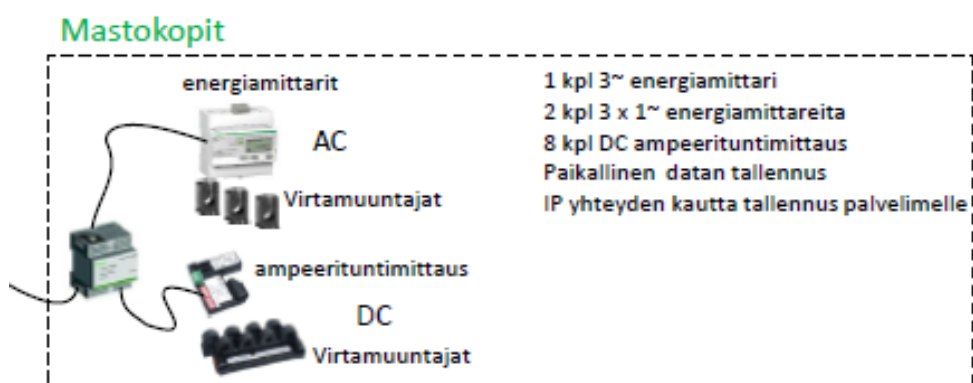 Mastokopit
energiamittarit
AC
Virtamuuntajat
ampeerituntimittaus
DC
Virtamuuntajat
1 kpl 3~ energiamittari
2 kpl 3 x 1~ energiamittareita
8 kpl DC ampeerituntimittaus
Paikallinen datan tallennus
IP yhteyden kautta tallennus palvelimelle